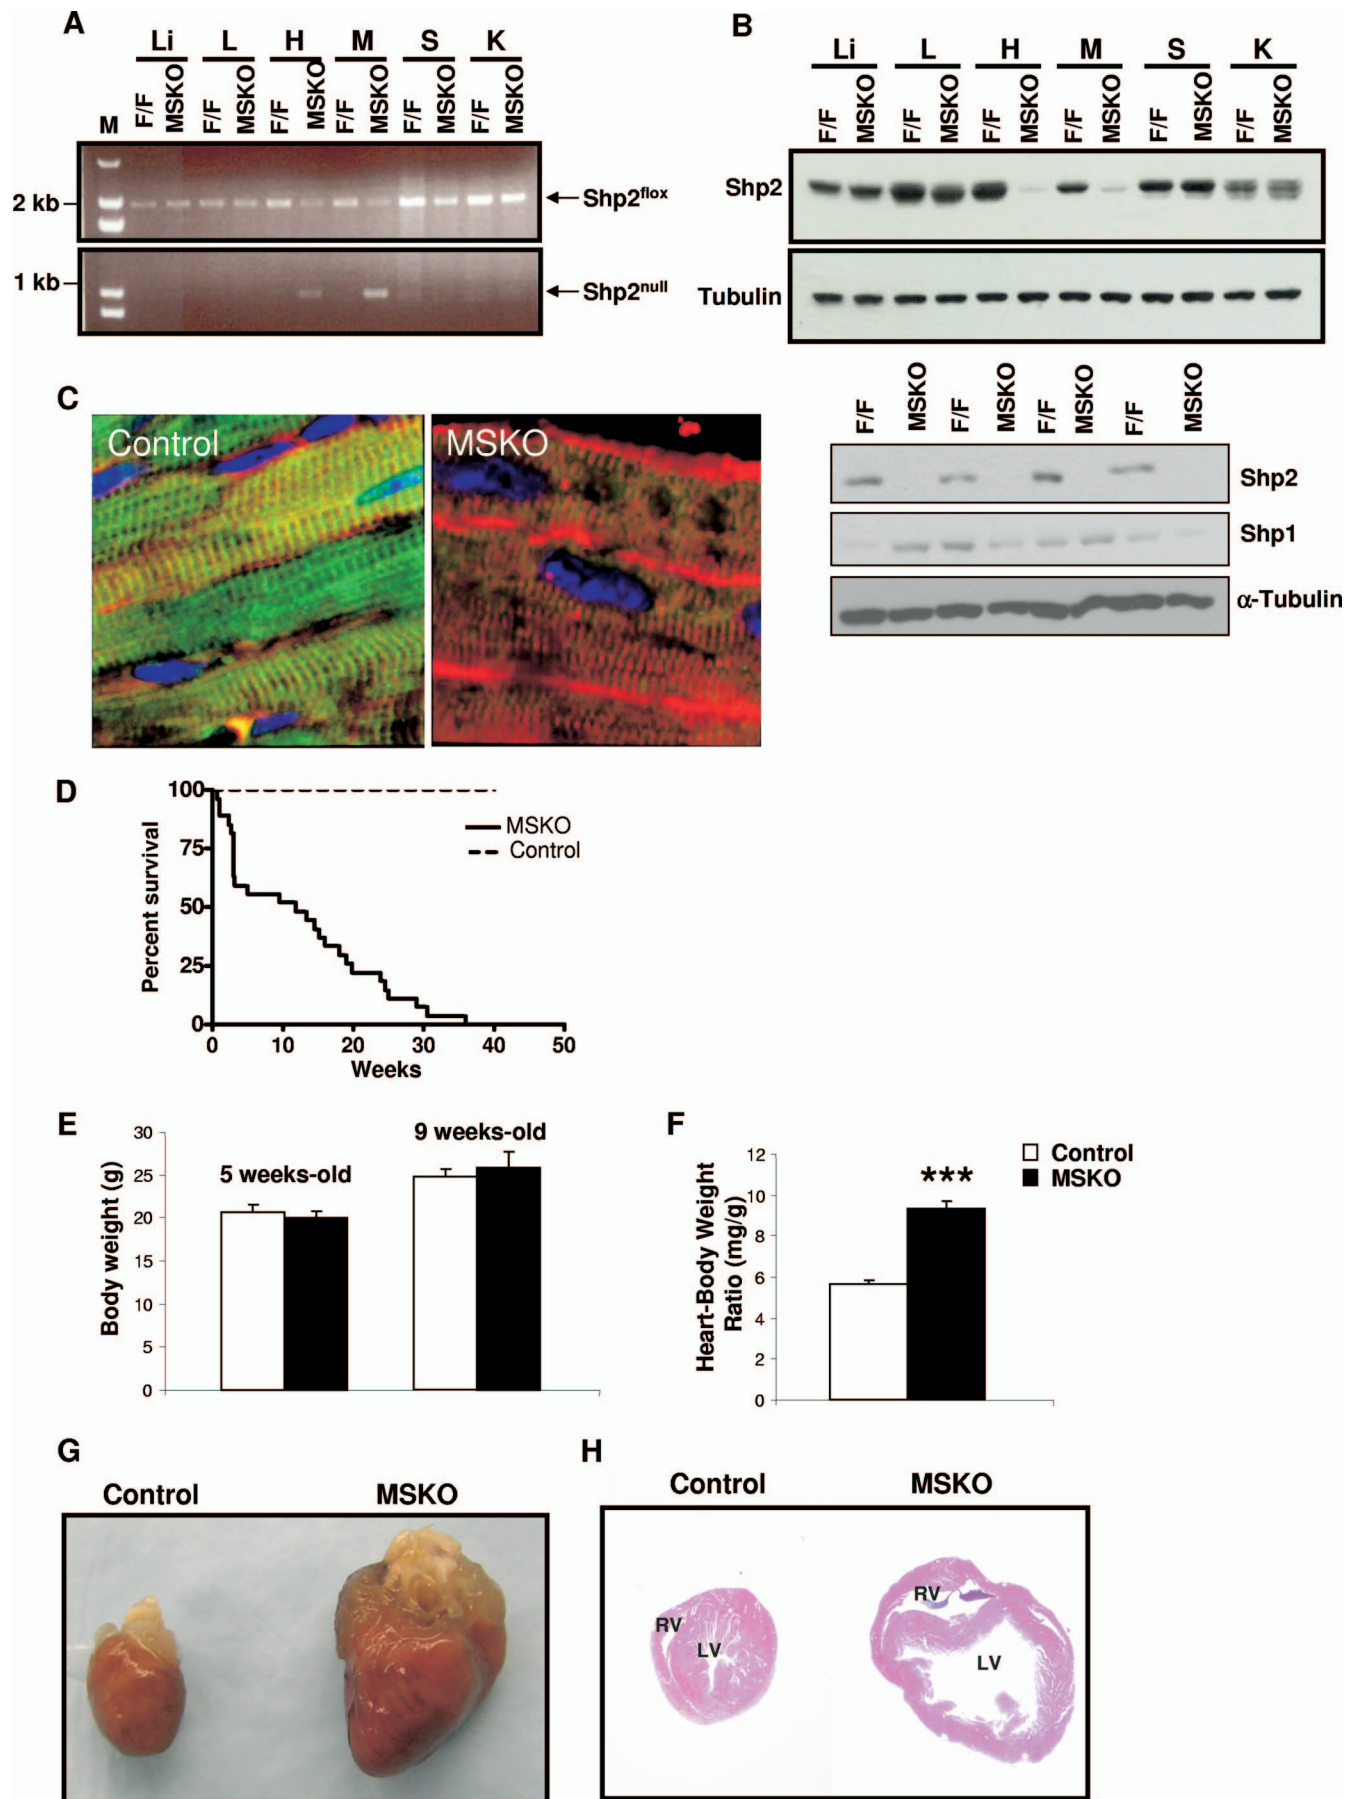 A
Li L H M S K
M F/F MSKO F/F MSKO F/F MSKO F/F MSKO F/F MSKO F/F MSKO
2 kb
Shp2flox
1 kb
Shp2null
B
Li L H M S K
F/F MSKO F/F MSKO F/F MSKO F/F MSKO F/F MSKO F/F MSKO
Shp2
Tubulin
F/F MSKO F/F MSKO F/F MSKO F/F MSKO
Shp2
Shp1
α-Tubulin
C
Control
MSKO
D
Percent survival
100
75
50
25
0
0 10 20 30 40 50
Weeks
MSKO
Control
E
Body weight (g)
30
25
20
15
10
5
0
5 weeks-old
9 weeks-old
F
Heart-Body Weight
Ratio (mg/g)
12
10
8
6
4
2
0
***
Control
MSKO
G
Control MSKO
H
Control MSKO
RV
LV
RV
LV